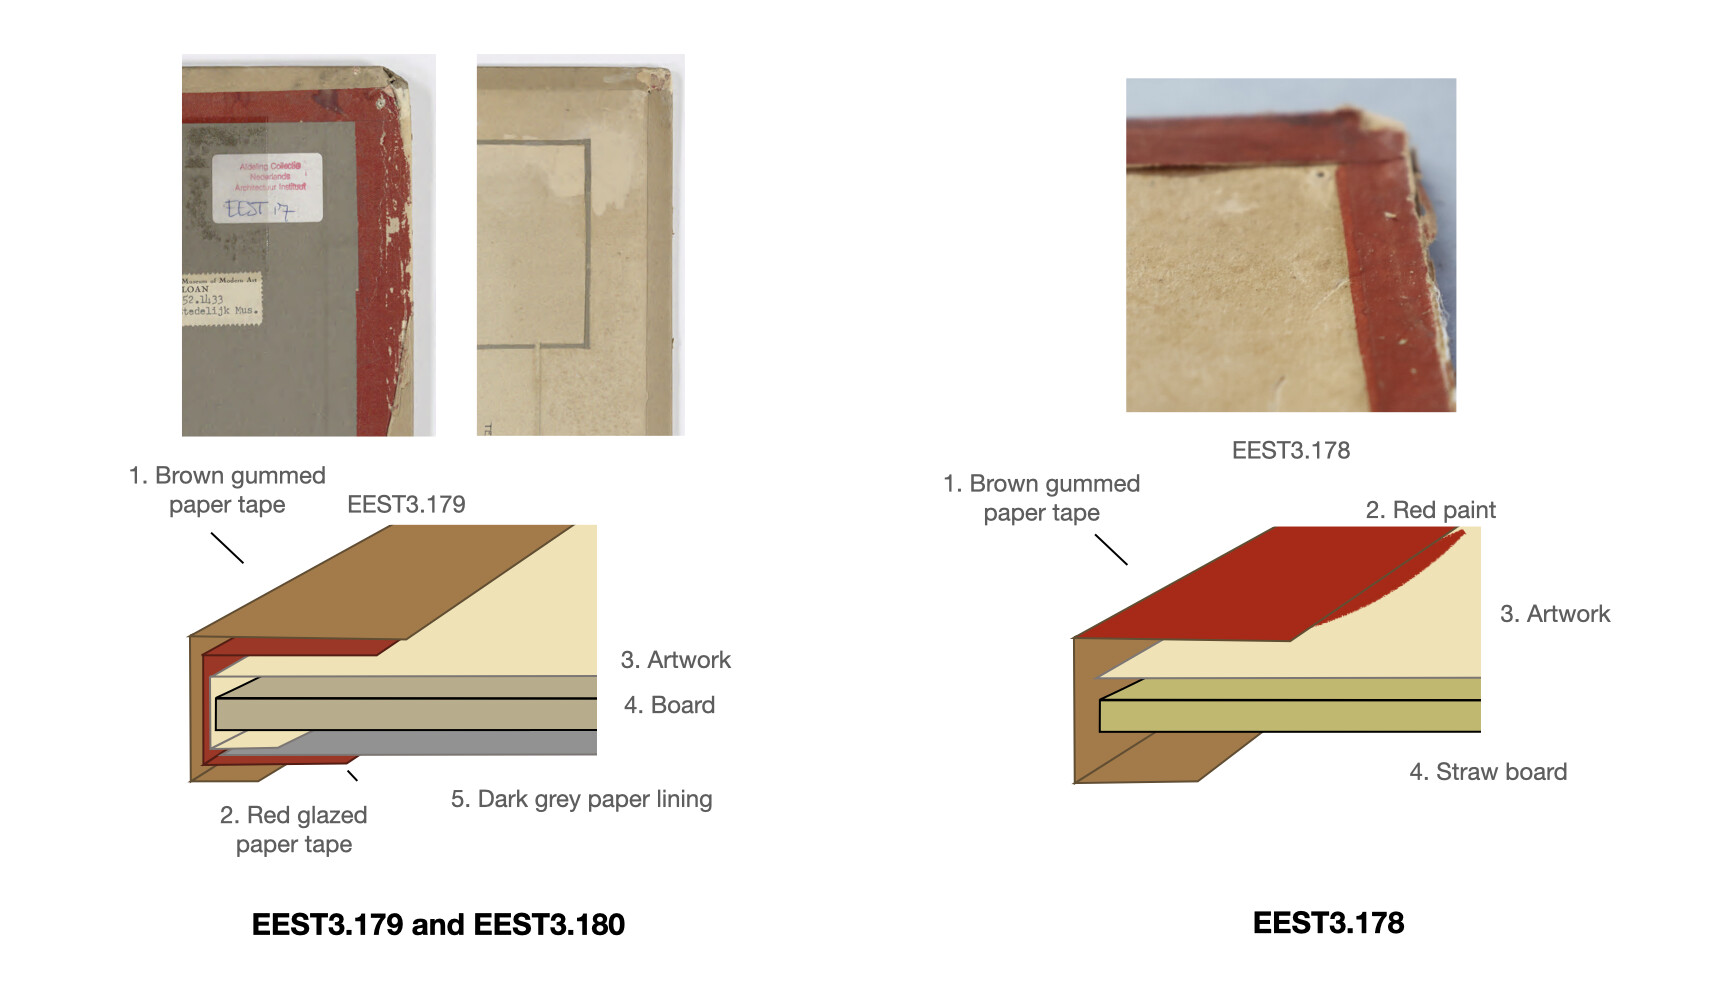 Afdeling Collectie
Nederlands
Architectuur Instituut
EEST 17
Museum of Modern Art
LOAN
52.1433
tedelijk Mus.
EEST3.178
1. Brown gummed
paper tape
EEST3.179
1. Brown gummed
paper tape
2. Red paint
3. Artwork
3. Artwork
4. Board
4. Straw board
5. Dark grey paper lining
2. Red glazed
paper tape
EEST3.179 and EEST3.180
EEST3.178